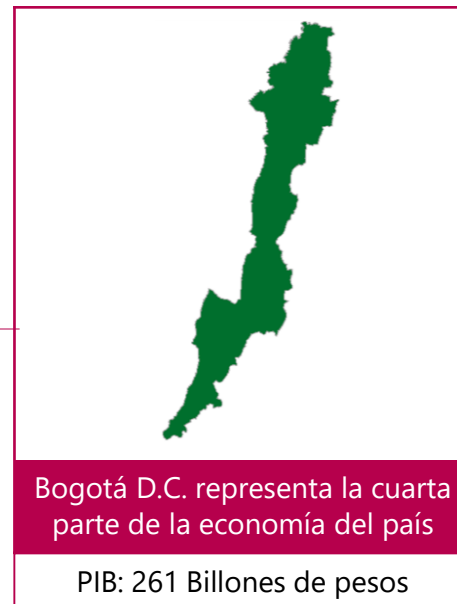 Bogotá D.C. representa la cuarta
parte de la economía del país
PIB: 261 Billones de pesos